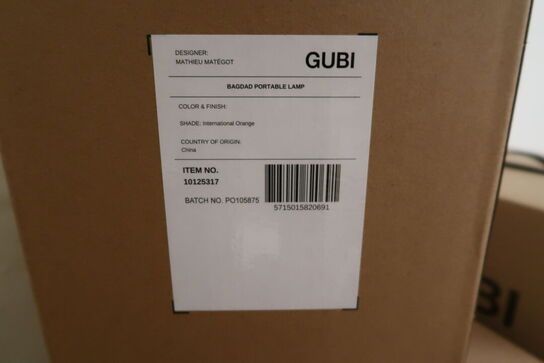 DESIGNER:
MATHIEU MATÉGOT
GUBI
BAGDAD PORTABLE LAMP
COLOR & FINISH:
SHADE: International Orange
COUNTRY OF ORIGIN:
China
ITEM NO.
10125317
BATCH NO. PO105875
5715015820691
BI